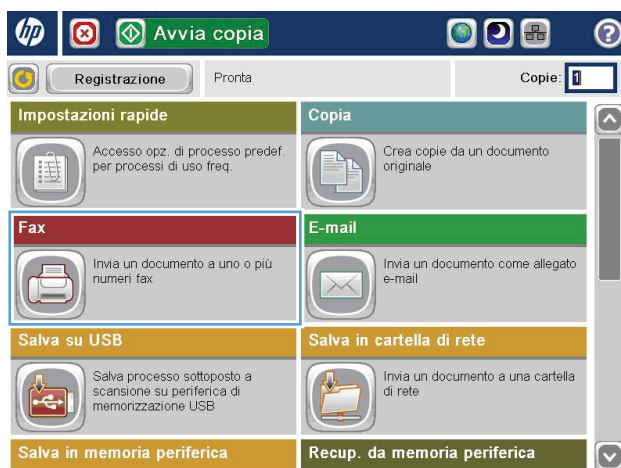 hp
Avvia copia
?
Registrazione
Pronta
Copie: 1
Impostazioni rapide
Accesso opz. di processo predef.
per processi di uso freq.
Copia
Crea copie da un documento
originale
Fax
Invia un documento a uno o più
numeri fax
E-mail
Invia un documento come allegato
e-mail
Salva su USB
Salva processo sottoposto a
scansione su periferica di
memorizzazione USB
Salva in cartella di rete
Invia un documento a una cartella
di rete
Salva in memoria periferica
Recup. da memoria periferica